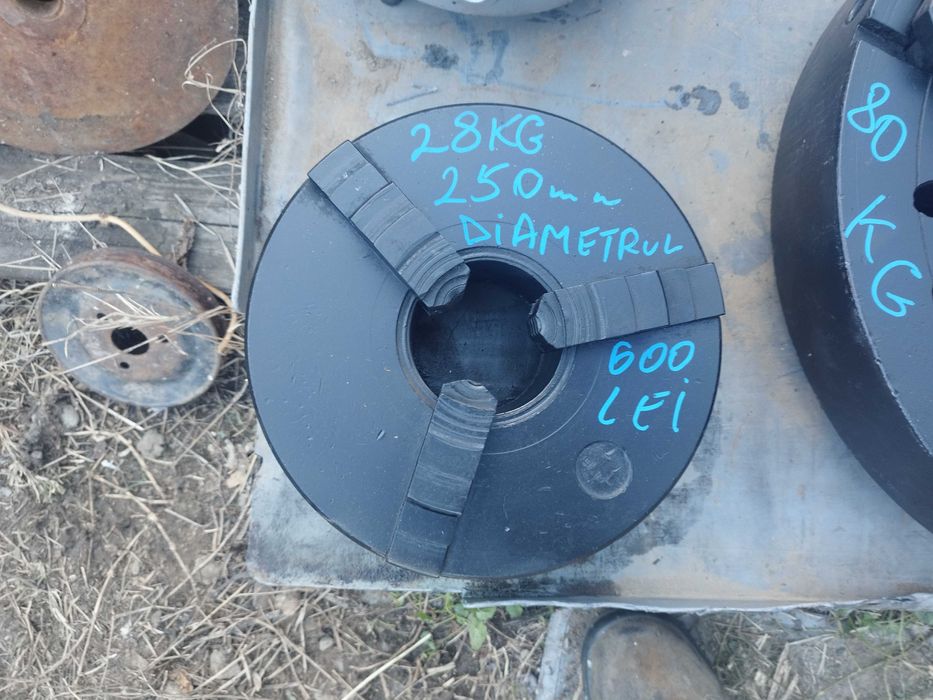 28KG
250mm
DiAMETRUL
600
LEi
80
KG